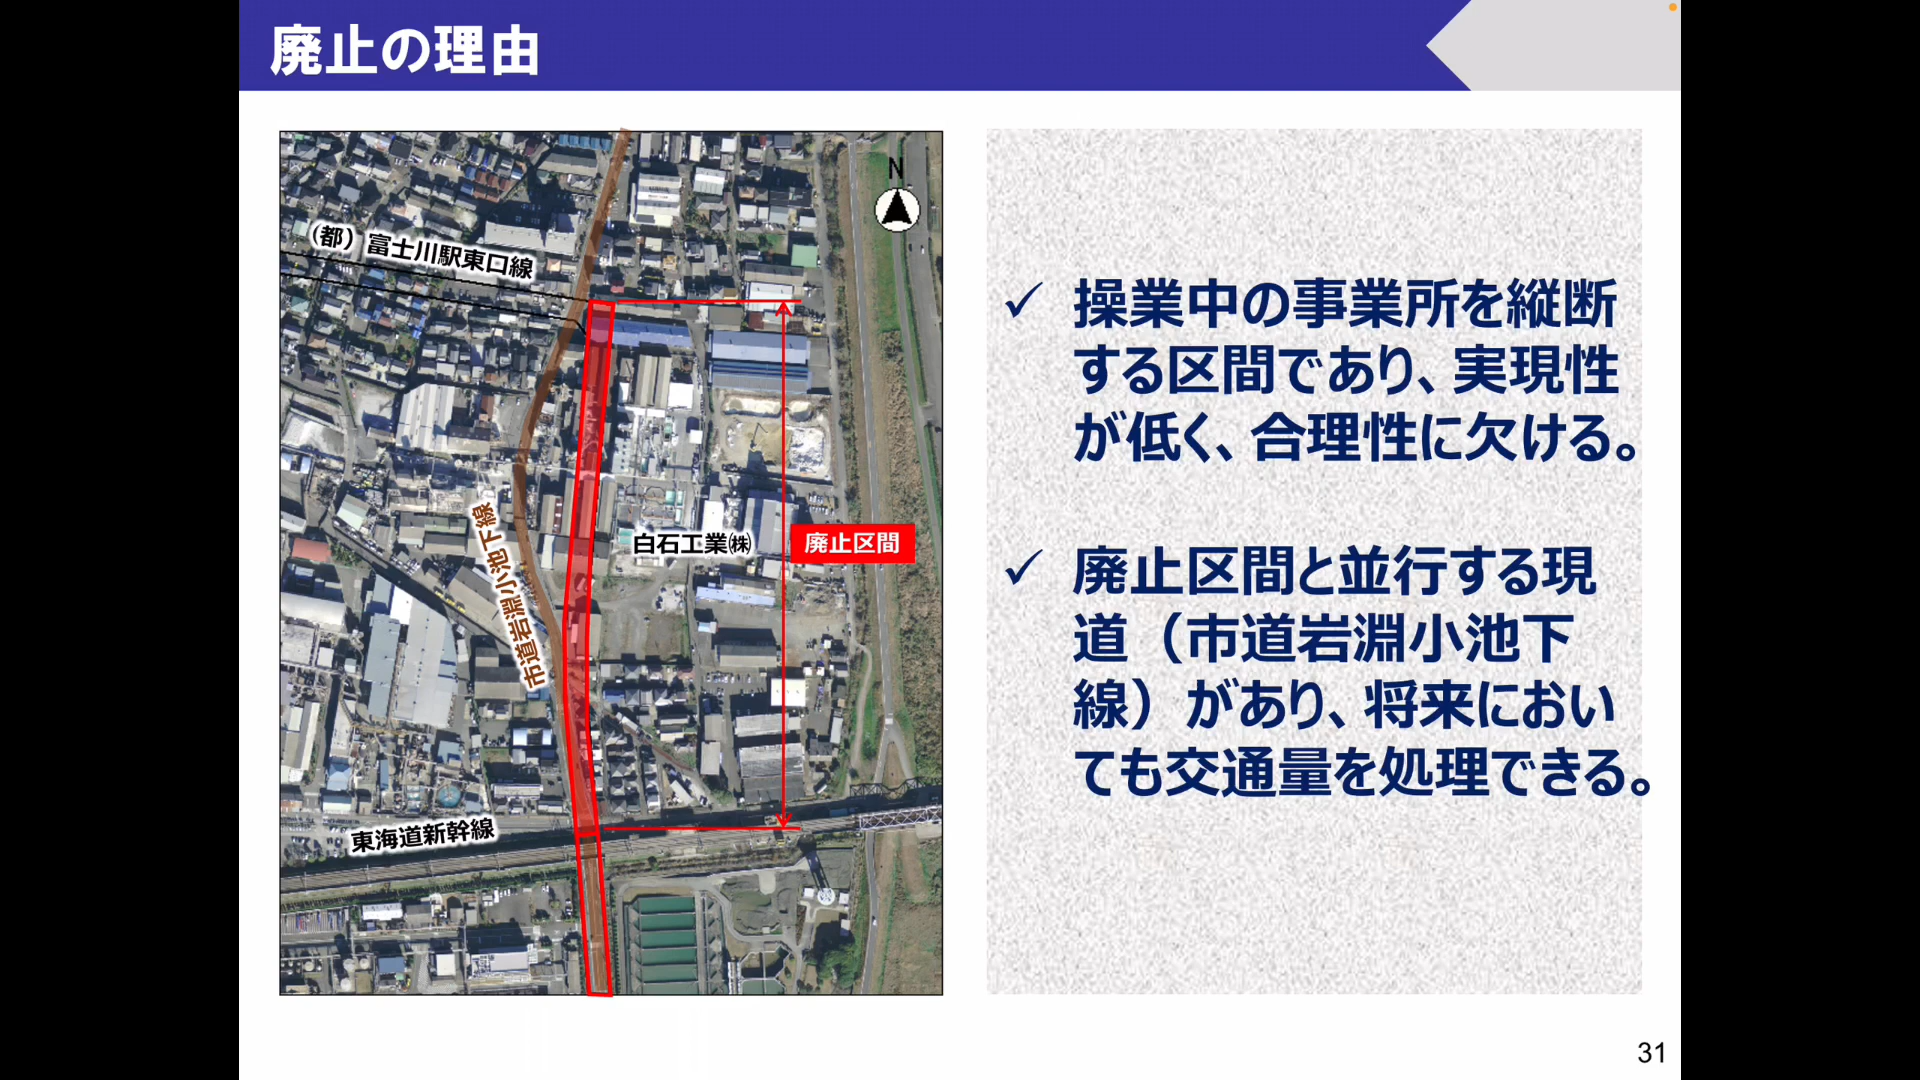 廃止の理由
N
（都）富士川駅東口線
市道岩淵小池下線
白石工業㈱
廃止区間
東海道新幹線
✓ 操業中の事業所を縦断
する区間であり、実現性
が低く、合理性に欠ける。
✓ 廃止区間と並行する現
道（市道岩淵小池下
線）があり、将来におい
ても交通量を処理できる。
31